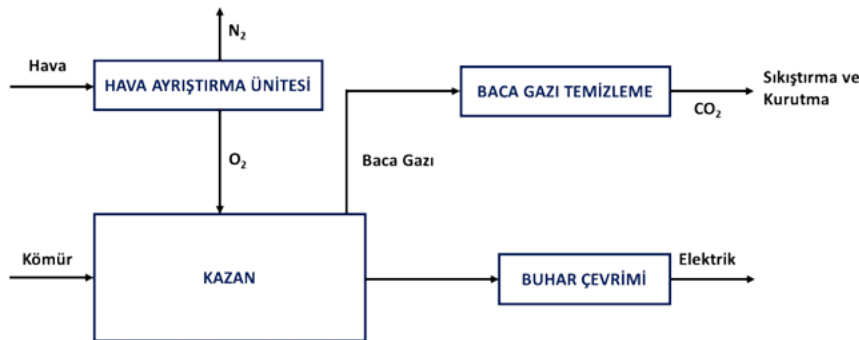 N₂
Hava
HAVA AYRIŞTIRMA ÜNİTESİ
BACA GAZI TEMİZLEME
Sıkıştırma ve
Kurutma
CO₂
O₂
Baca Gazı
Kömür
KAZAN
BUHAR ÇEVRİMİ
Elektrik